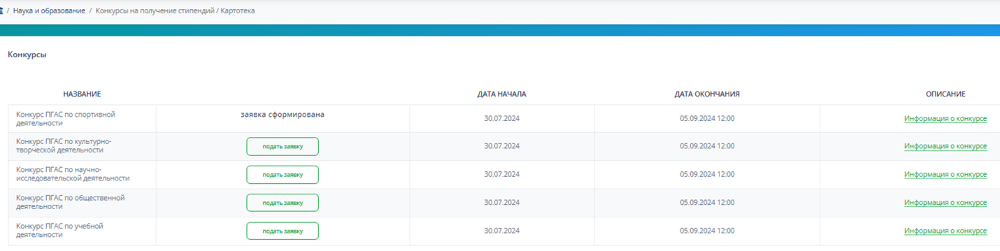 / Наука и образование / Конкурсы на получение стипендий / Картотека
Конкурсы
НАЗВАНИЕ ДАТА НАЧАЛА ДАТА ОКОНЧАНИЯ ОПИСАНИЕ
Конкурс ПГАС по спортивной
деятельности
заявка сформирована 30.07.2024 05.09.2024 12:00 Информация о конкурсе
Конкурс ПГАС по культурно-
творческой деятельности
подать заявку 30.07.2024 05.09.2024 12:00 Информация о конкурсе
Конкурс ПГАС по научно-
исследовательской деятельности
подать заявку 30.07.2024 05.09.2024 12:00 Информация о конкурсе
Конкурс ПГАС по общественной
деятельности
подать заявку 30.07.2024 05.09.2024 12:00 Информация о конкурсе
Конкурс ПГАС по учебной
деятельности
подать заявку 30.07.2024 05.09.2024 12:00 Информация о конкурсе